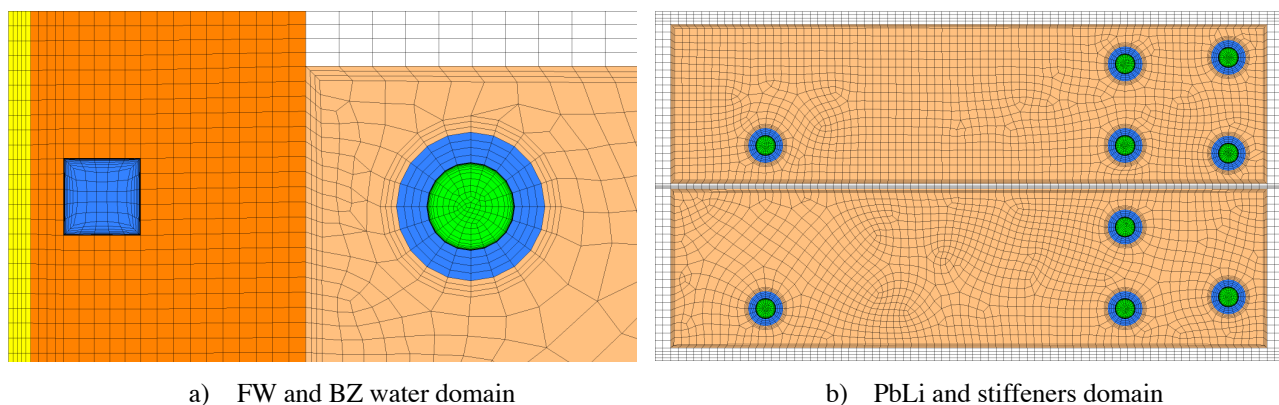 a) FW and BZ water domain
b) PbLi and stiffeners domain